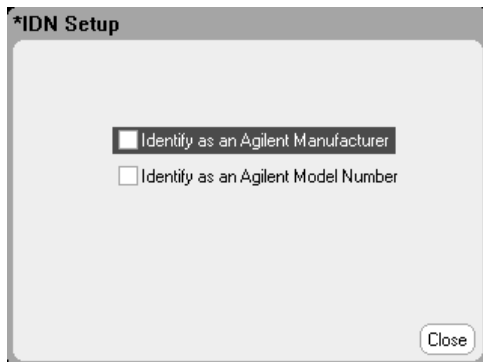 *IDN Setup
Identify as an Agilent Manufacturer
Identify as an Agilent Model Number
Close